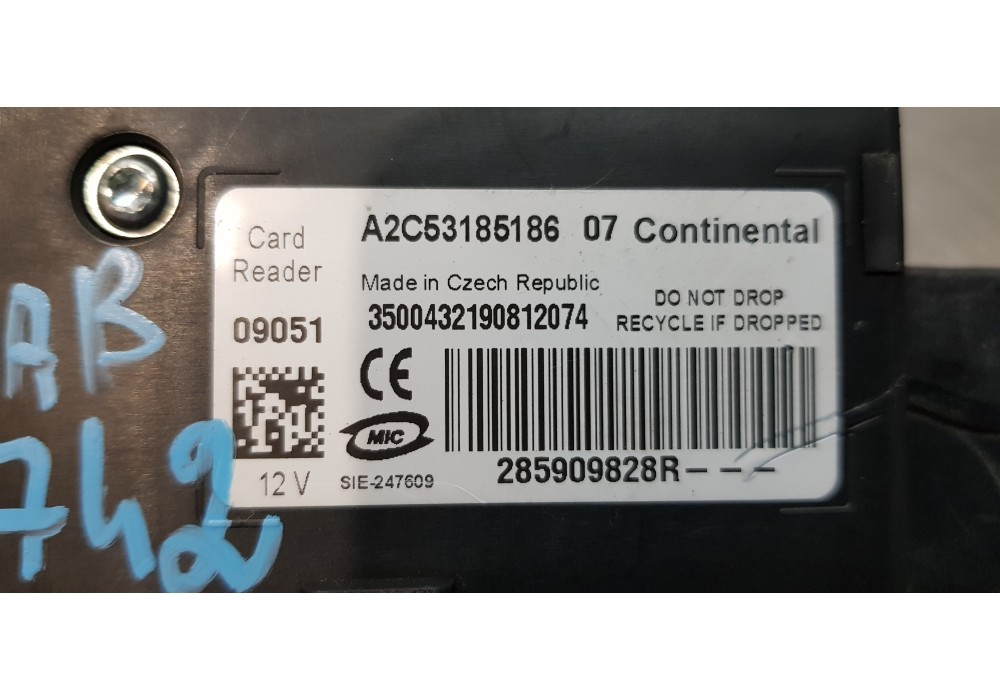 Card
Reader
09051
12 V
A2C53185186 07 Continental
Made in Czech Republic
3500432190812074
DO NOT DROP
RECYCLE IF DROPPED
CE
MIC
SIE-247609
285909828R---
AB
742